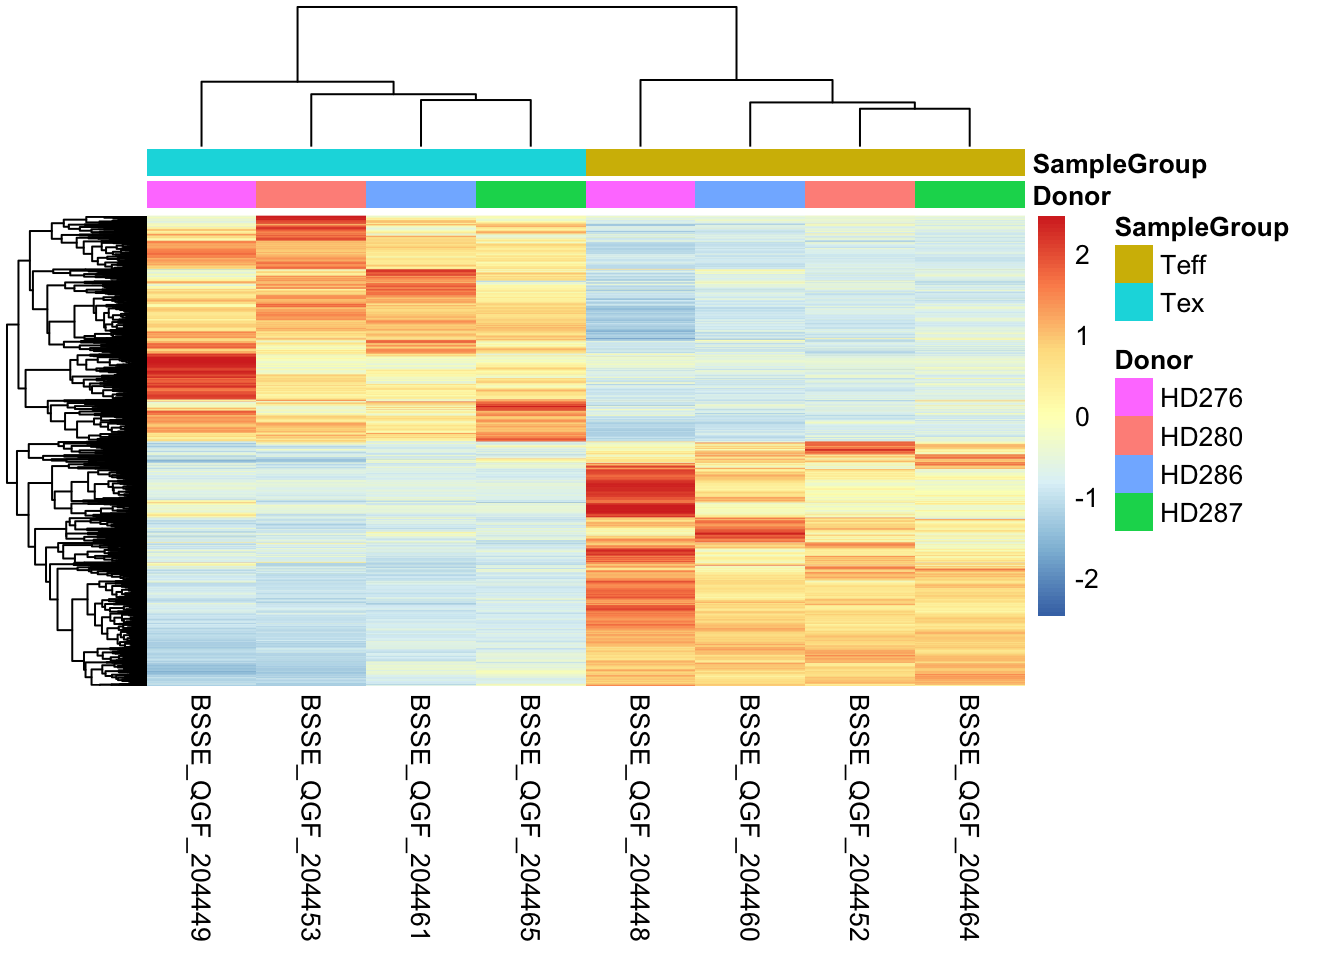 SampleGroup
Donor
2
1
0
-1
-2
SampleGroup
Teff
Tex
Donor
HD276
HD280
HD286
HD287
BSSE_QGF_204449
BSSE_QGF_204453
BSSE_QGF_204461
BSSE_QGF_204465
BSSE_QGF_204448
BSSE_QGF_204460
BSSE_QGF_204452
BSSE_QGF_204464